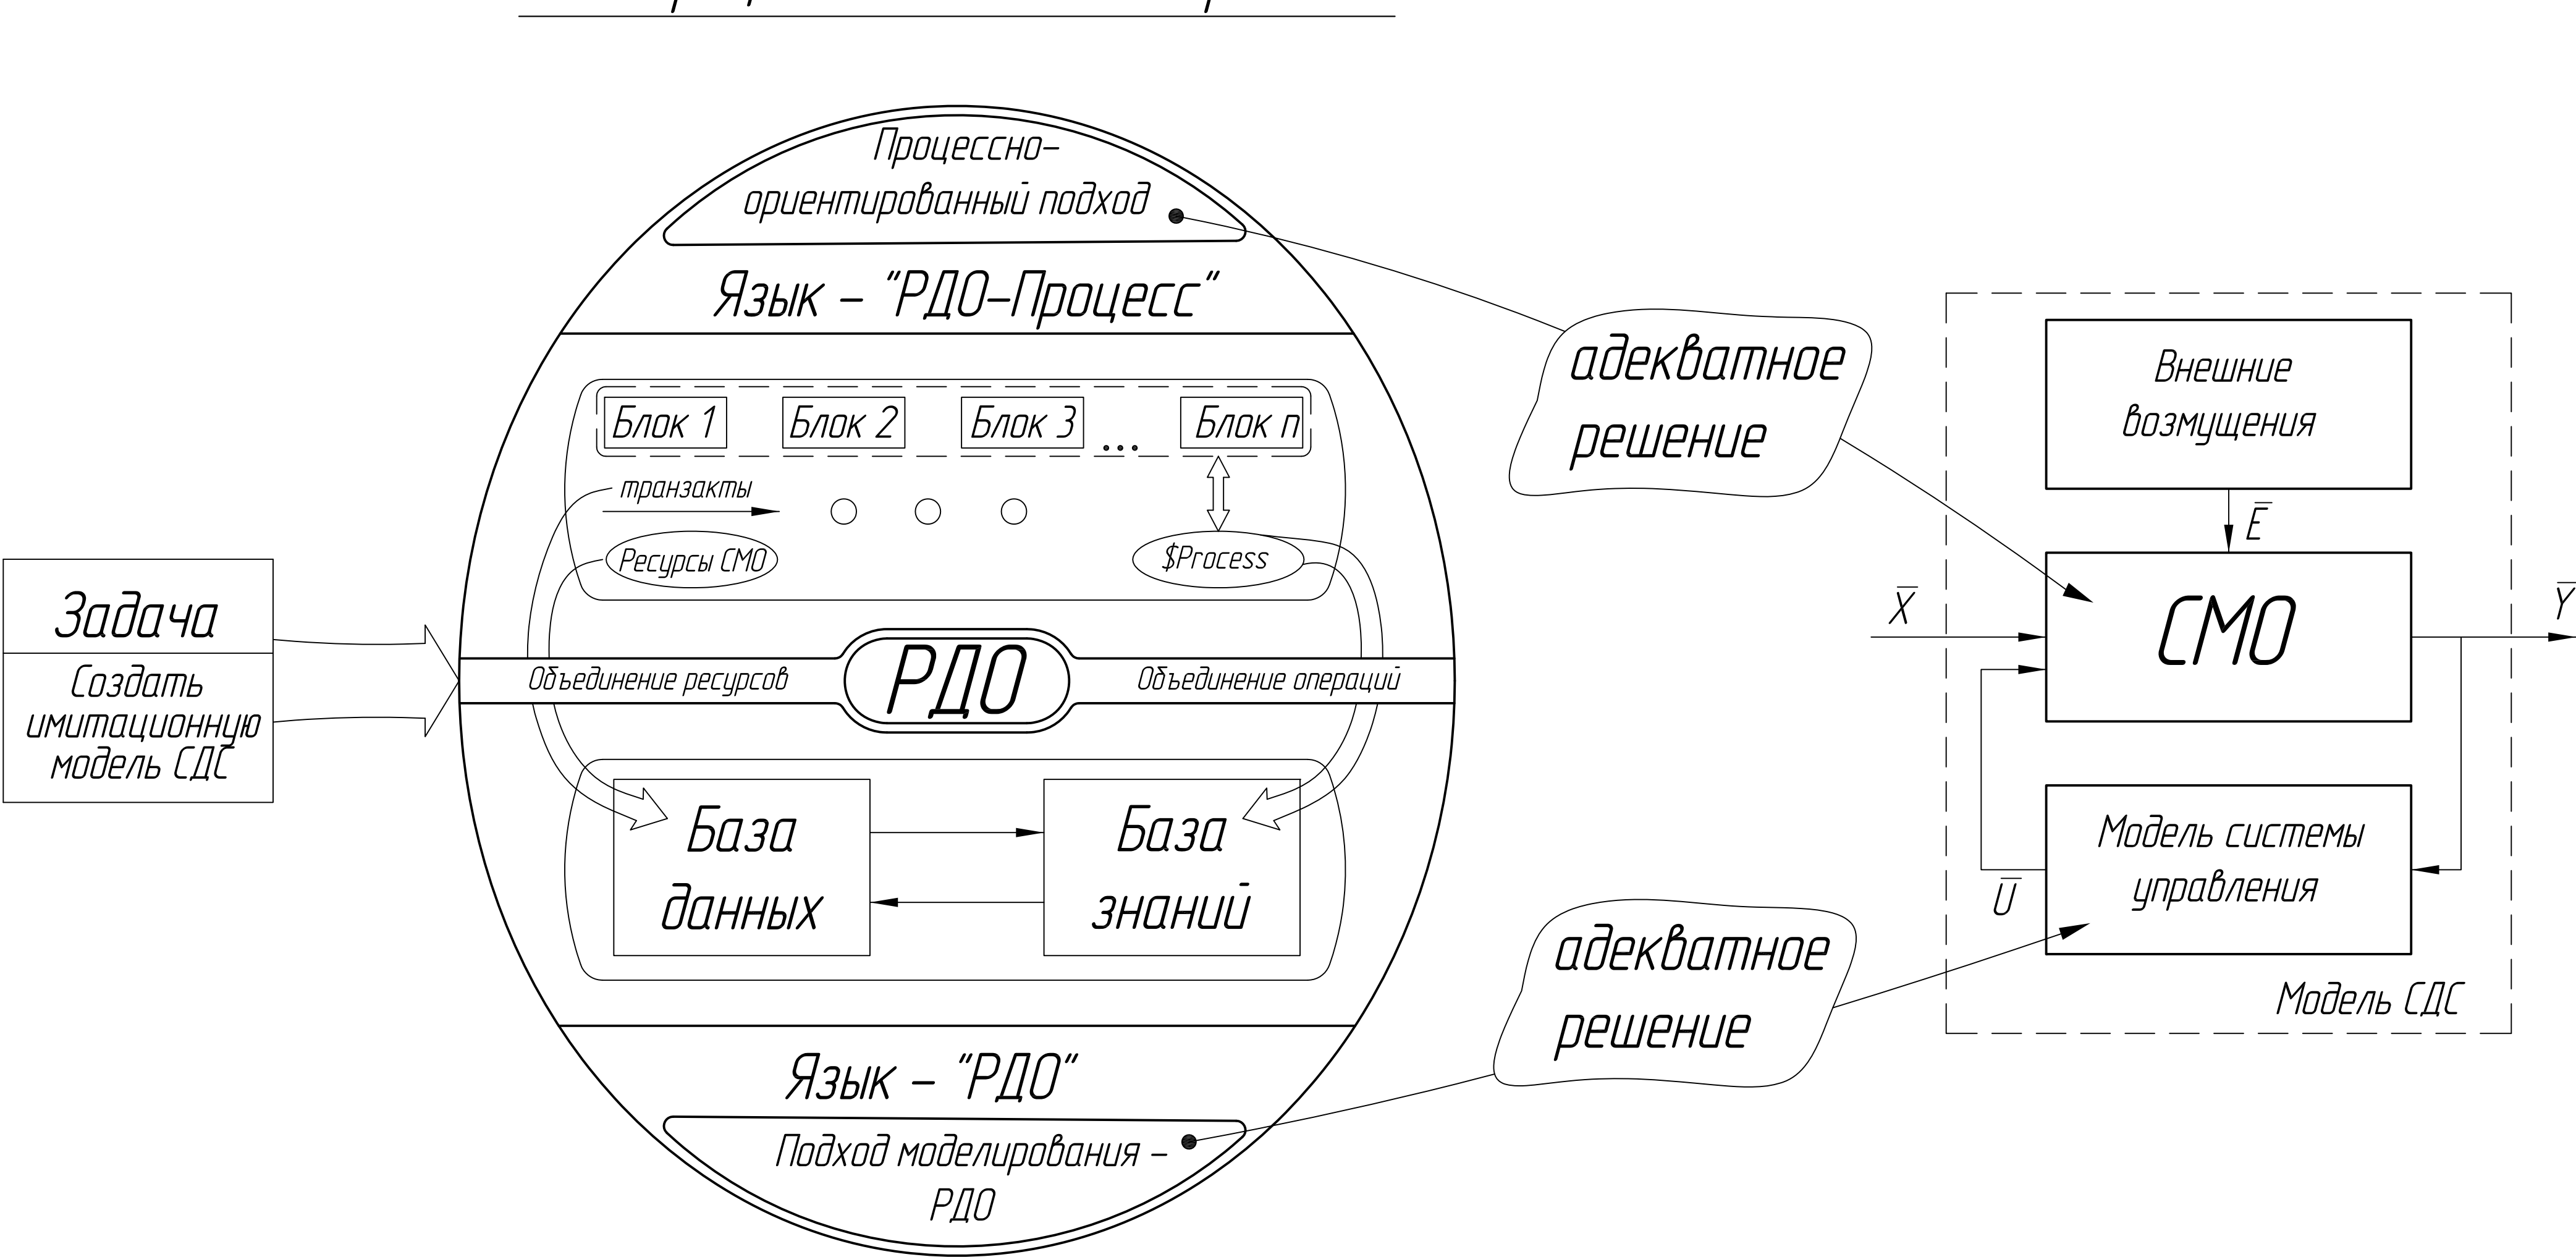 Задача
Создать
имитационную
модель СДС
Процессно-
ориентированный подход
Язык - "РДО-Процесс"
Блок 1
Блок 2
Блок 3
...
Блок n
транзакты
Ресурсы СМО
$Process
Объединение ресурсов
РДО
Объединение операций
База
данных
База
знаний
Язык - "РДО"
Подход моделирования -
РДО
адекватное
решение
адекватное
решение
Внешние
возмущения
E̅
X̅
СМО
Y̅
Модель системы
управления
U̅
Модель СДС